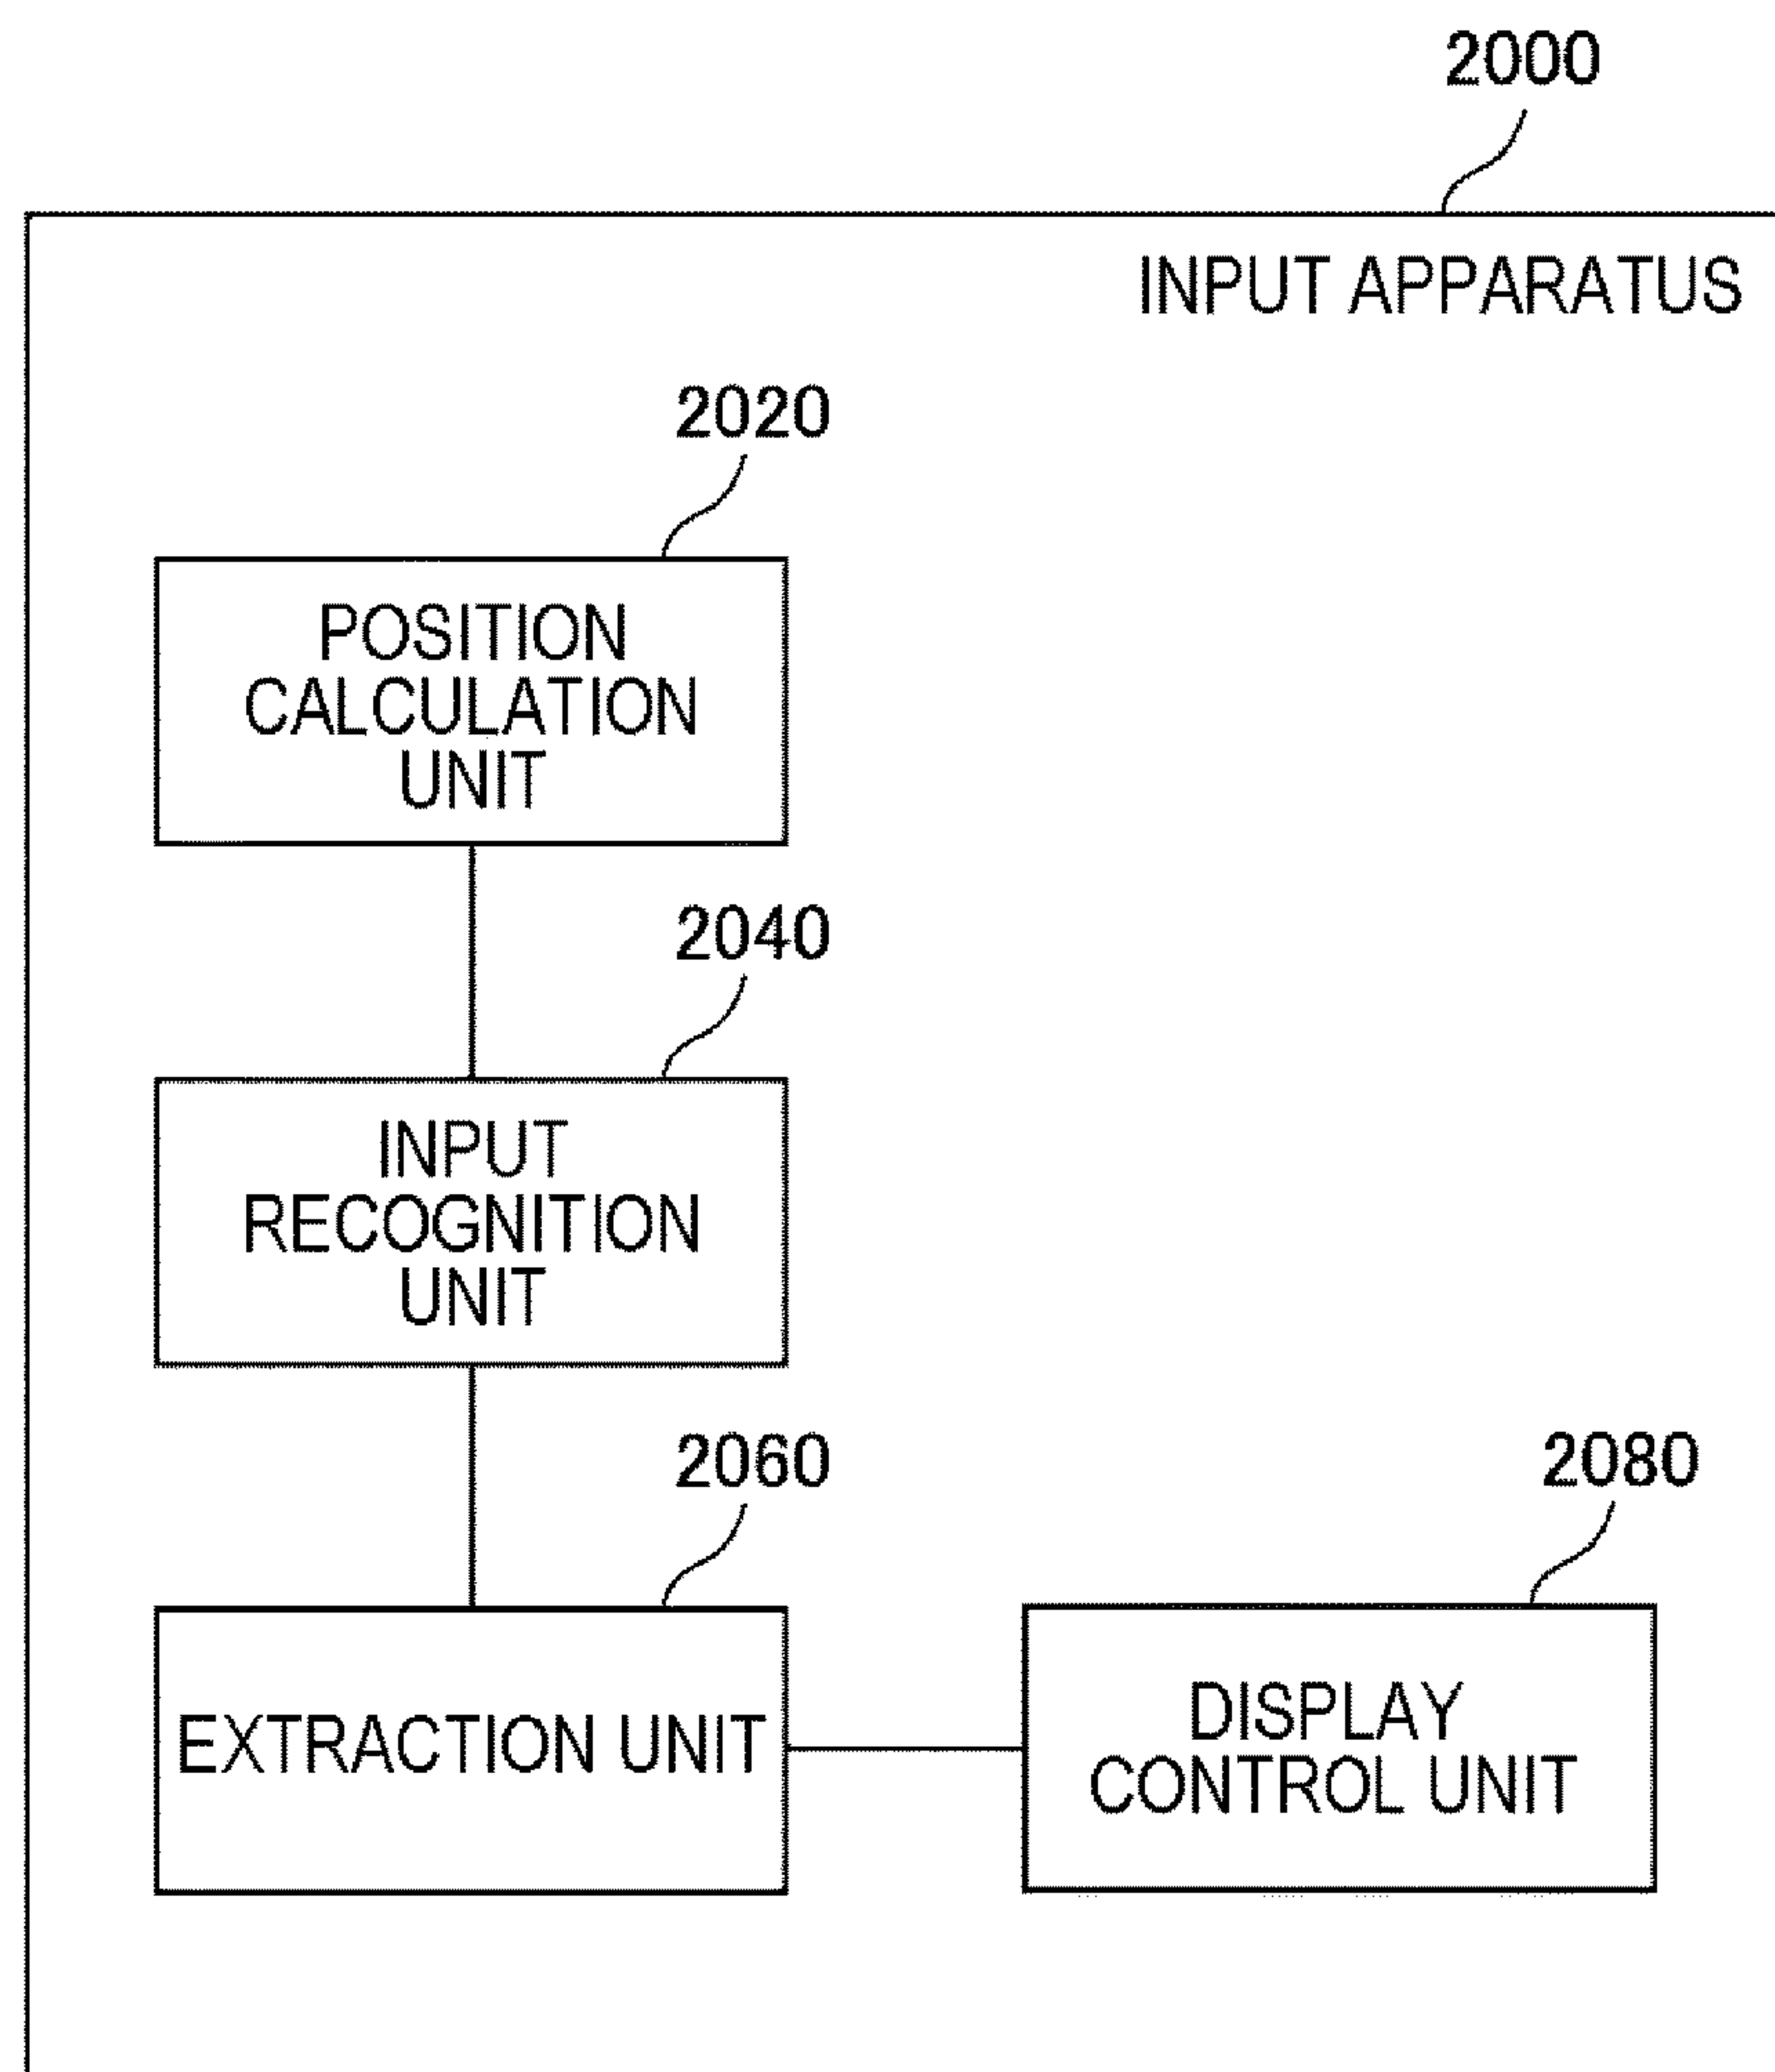 2000
INPUT APPARATUS
2020
POSITION
CALCULATION
UNIT
2040
INPUT
RECOGNITION
UNIT
2060
EXTRACTION UNIT
2080
DISPLAY
CONTROL UNIT